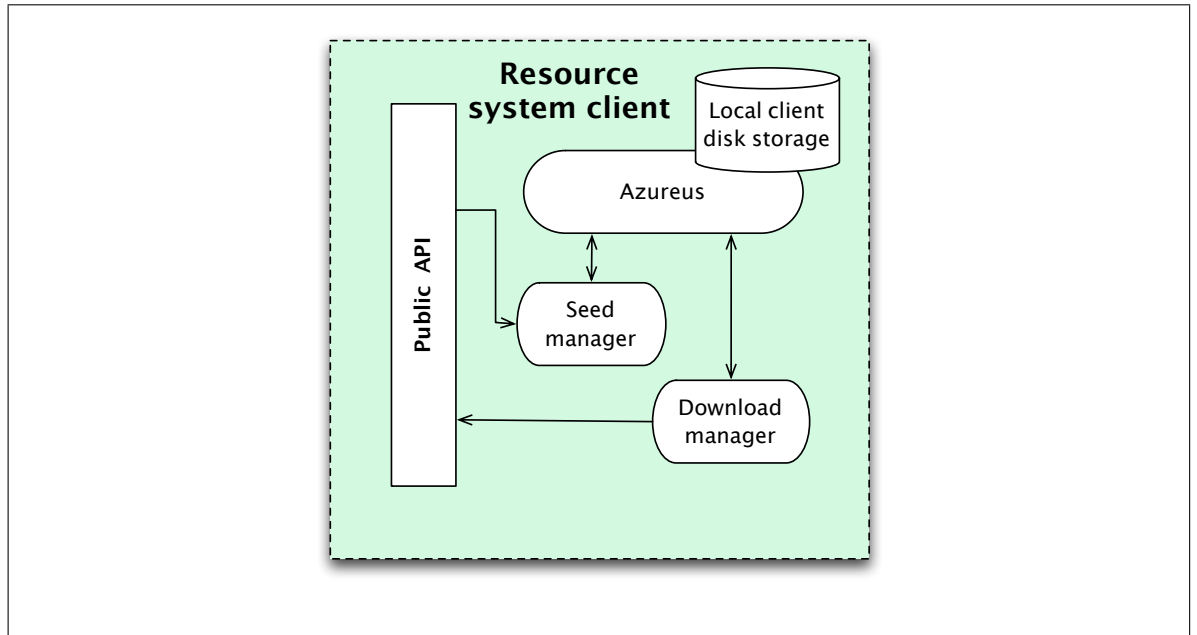 Resource
system client
Local client
disk storage
Azureus
Public API
Seed
manager
Download
manager